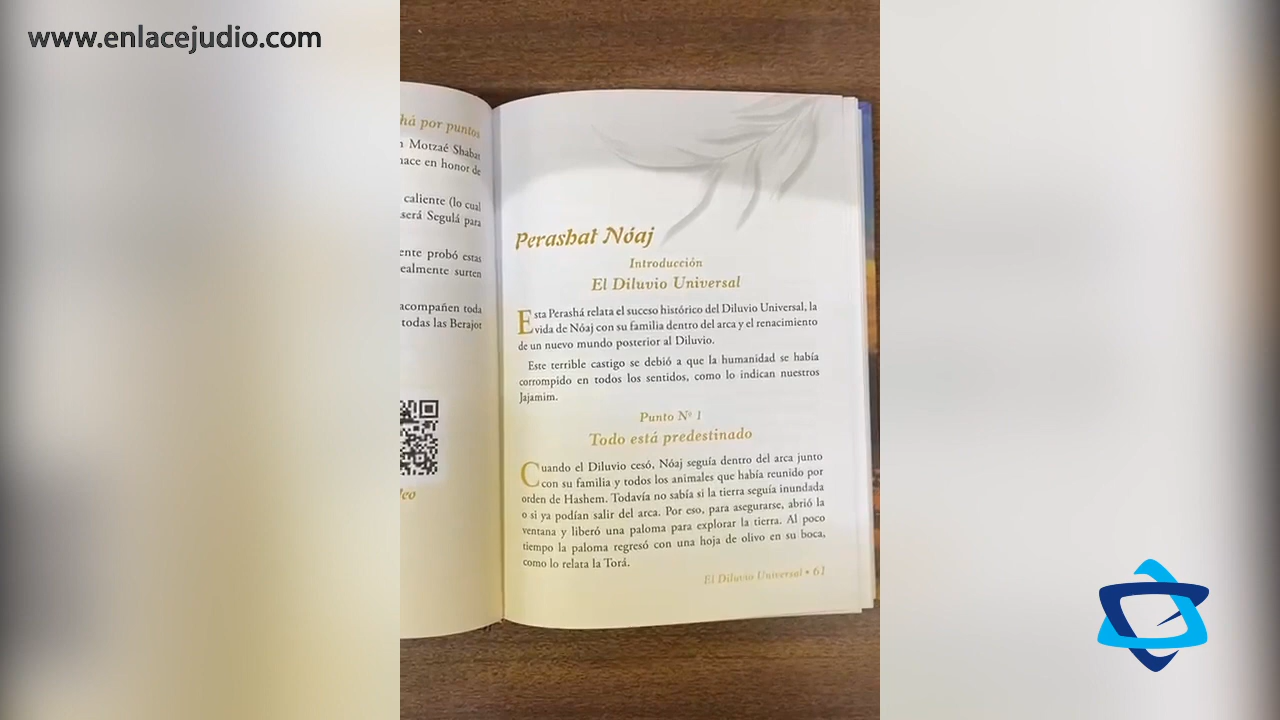 www.enlacejudio.com
há por puntos
Motzaé Shabat
hace en honor de
caliente (lo cual
será Segulá para
ente probó estas
ealmente surten
acompañen toda
todas las Berajot
Perashat Nóaj
Introducción
El Diluvio Universal
Esta Perashá relata el suceso histórico del Diluvio Universal, la
vida de Nóaj con su familia dentro del arca y el renacimiento
de un nuevo mundo posterior al Diluvio.
Este terrible castigo se debió a que la humanidad se había
corrompido en todos los sentidos, como lo indican nuestros
Jajamim.
Punto Nº 1
Todo está predestinado
Cuando el Diluvio cesó, Nóaj seguía dentro del arca junto
con su familia y todos los animales que había reunido por
orden de Hashem. Todavía no sabía si la tierra seguía inundada
o si ya podían salir del arca. Por eso, para asegurarse, abrió la
ventana y liberó una paloma para explorar la tierra. Al poco
tiempo la paloma regresó con una hoja de olivo en su boca,
como lo relata la Torá.
El Diluvio Universal • 61